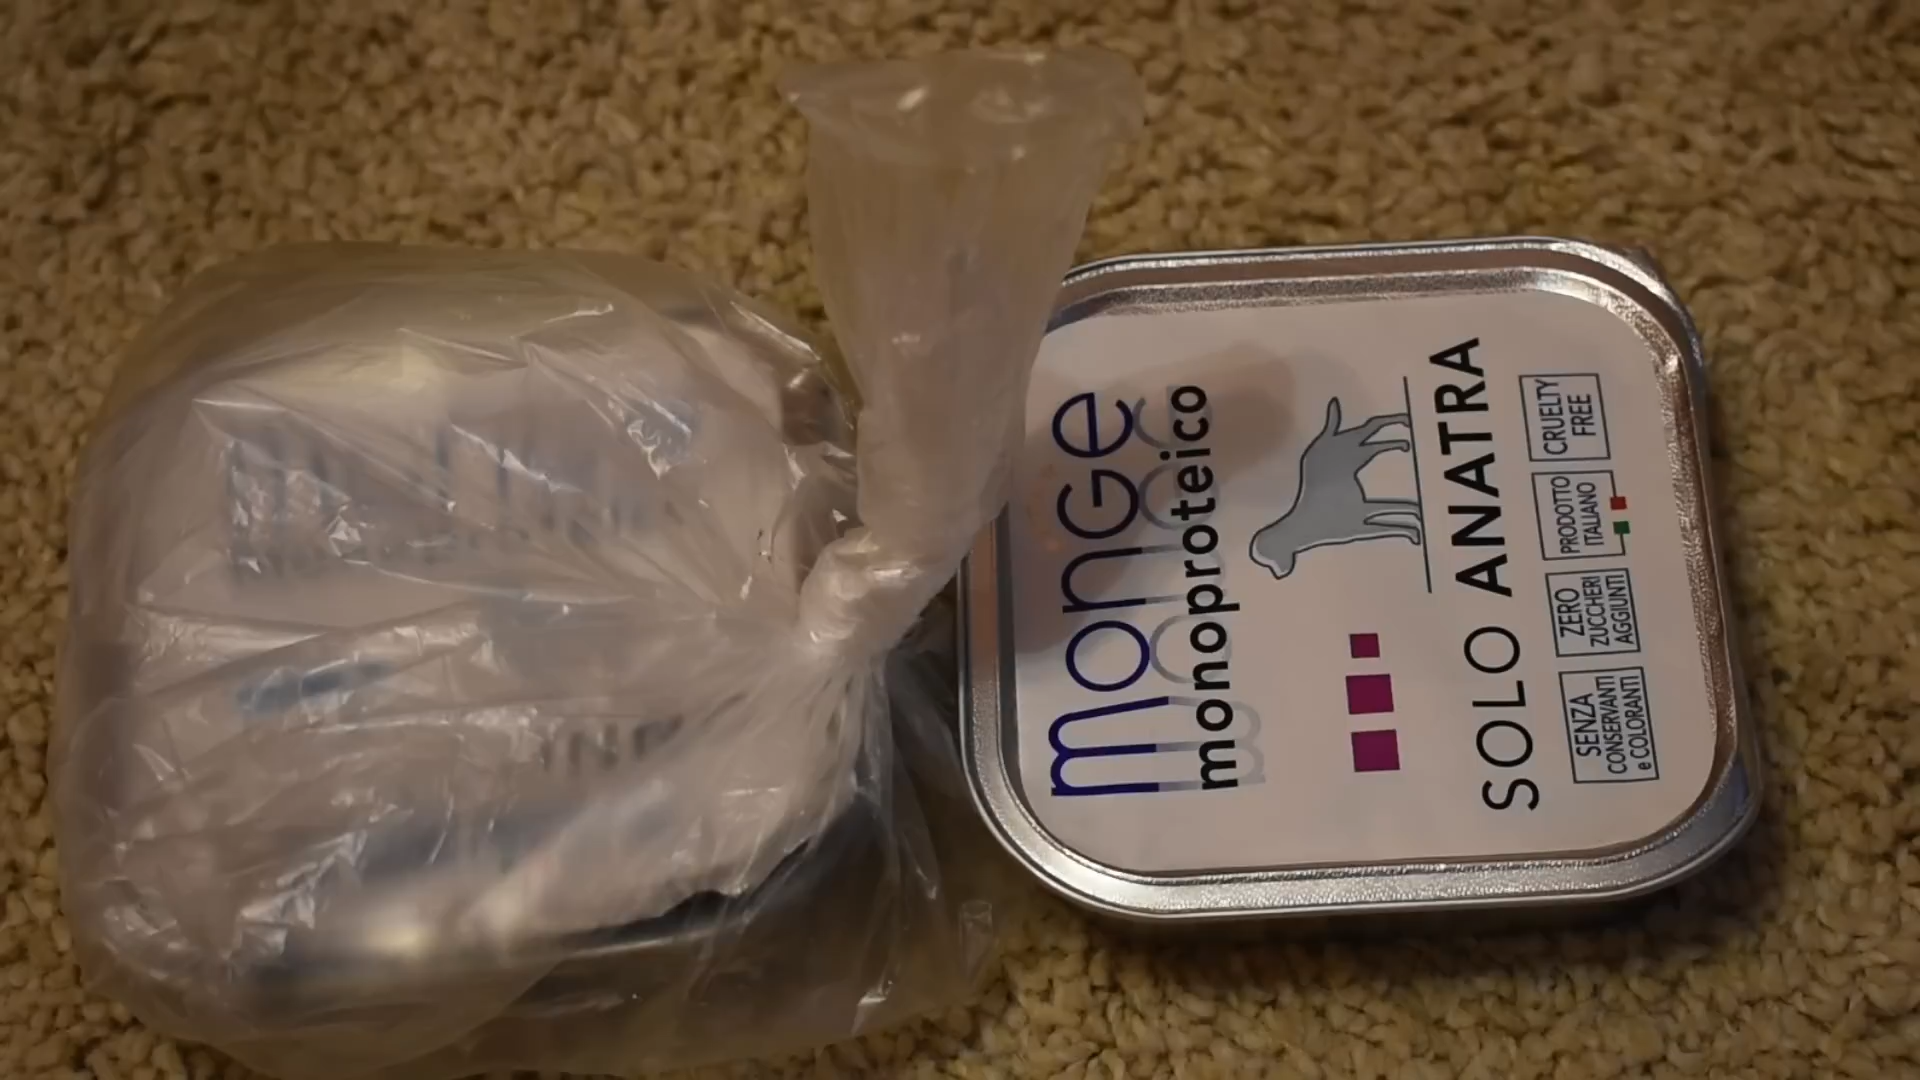 monge
monoproteico
SOLO ANATRA
SENZA
CONSERVANTI
e COLORANTI
ZERO
ZUCCHERI
AGGIUNTI
PRODOTTO
ITALIANO
CRUELTY
FREE